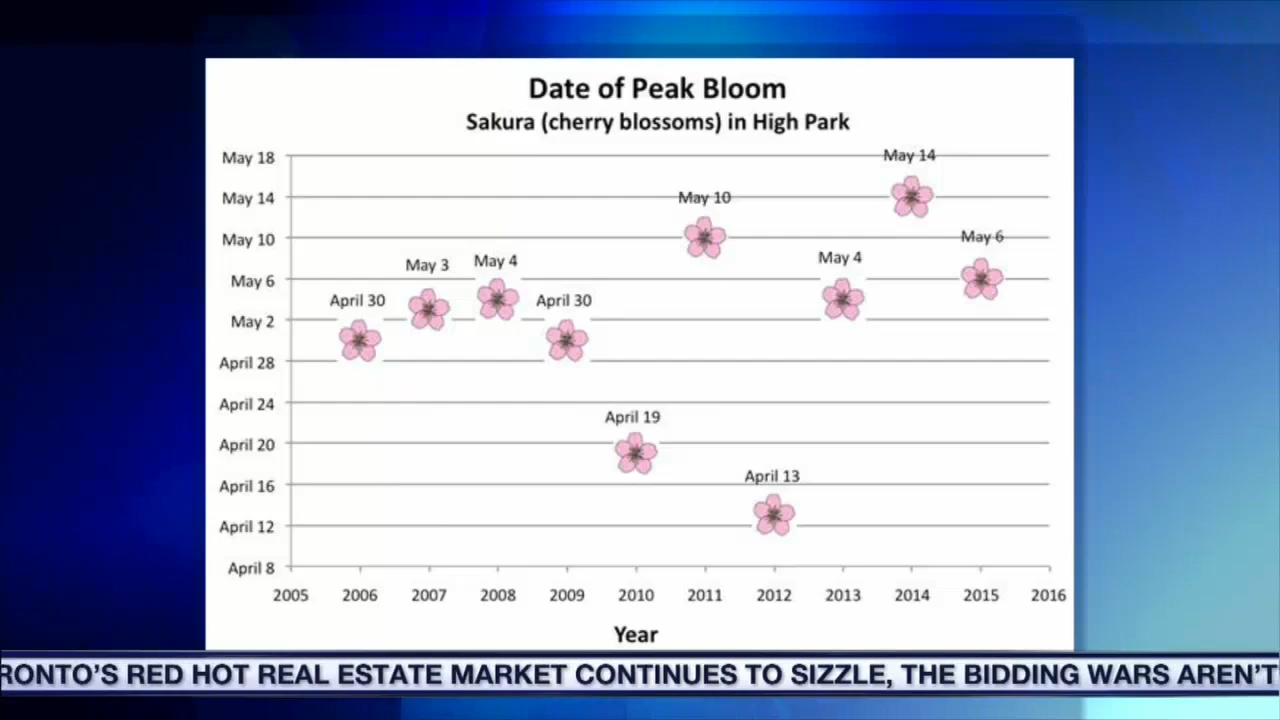 Date of Peak Bloom
Sakura (cherry blossoms) in High Park
May 18
May 14
May 10
May 6
May 2
April 28
April 24
April 20
April 16
April 12
April 8
April 30
May 3
May 4
April 30
April 19
May 10
April 13
May 4
May 14
May 6
2005 2006 2007 2008 2009 2010 2011 2012 2013 2014 2015 2016
Year
RONTO'S RED HOT REAL ESTATE MARKET CONTINUES TO SIZZLE, THE BIDDING WARS AREN'T